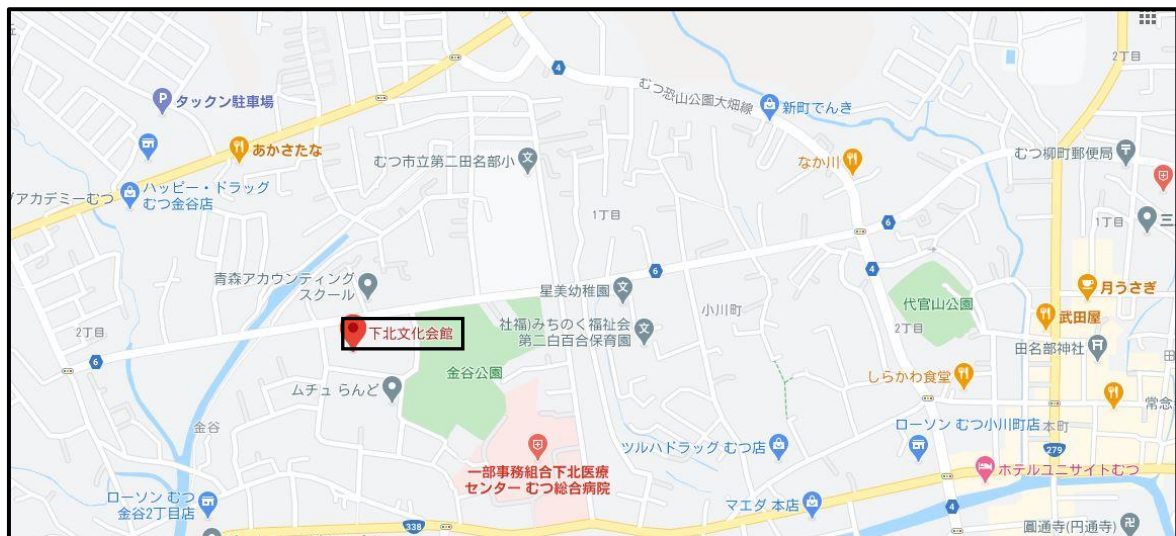 2丁目
4
むつ恐山公園大畑線
タックン駐車場
新町でんき
あかさたな
むつ市立第二田名部小
なか川
むつ柳町郵便局
ハッピー・ドラッグ
むつ金谷店
アカデミーむつ
1丁目
1丁目
三
6
青森アカウンティング
スクール
6
4
星美幼稚園
月うさぎ
小川町
代官山公園
2丁目
下北文化会館
社福)みちのく福祉会
第二白百合保育園
2丁目
武田屋
6
田名部神社
田
金谷公園
しらかわ食堂
ムチュ らんど
常念
金谷
ローソン むつ小川町店
本町
ツルハドラッグ むつ店
279
一部事務組合下北医療
センター むつ総合病院
ホテルユニサイトむつ
ローソン むつ
金谷2丁目店
マエダ 本店
4
338
圓通寺(円通寺)